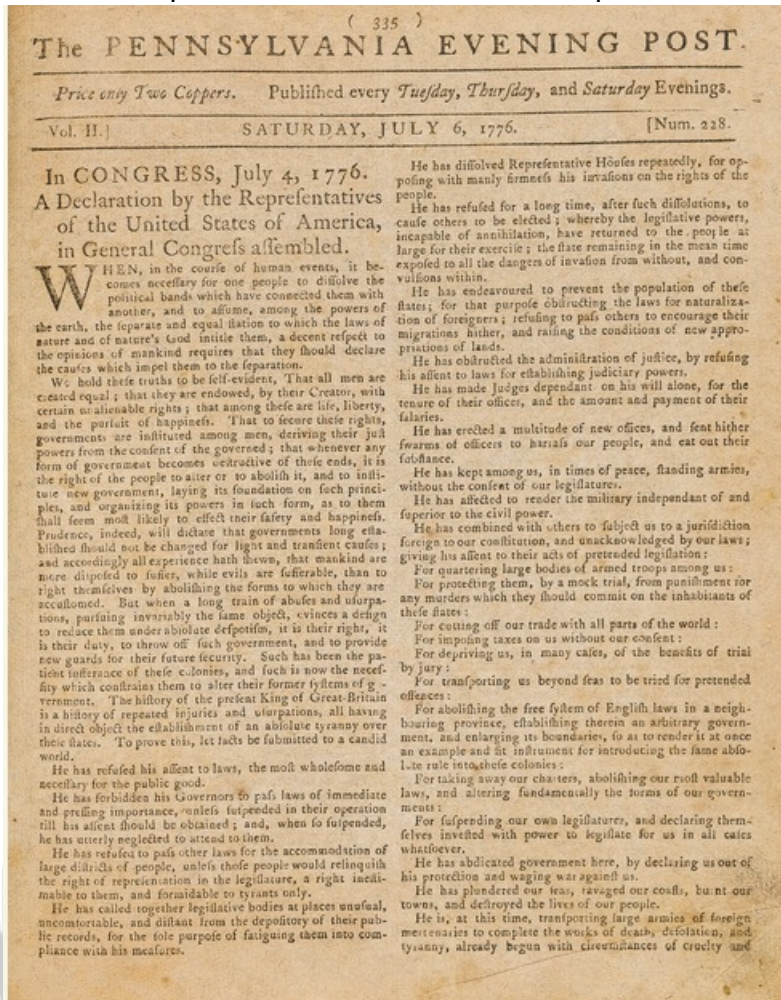 ( 335 )
The PENNSYLVANIA EVENING POST.
Price only Two Coppers. Publiſhed every Tueſday, Thurſday, and Saturday Evenings.
Vol. II.]
SATURDAY, JULY 6, 1776.
[Num. 228.
In CONGRESS, July 4, 1776.
A Declaration by the Repreſentatives
of the United States of America,
in General Congreſs aſſembled.
WHEN, in the courſe of human events, it be-
comes neceſſary for one people to diſſolve the
political bands which have connected them with
another, and to aſſume, among the powers of
the earth, the ſeparate and equal ſtation to which the laws of
nature and of nature's God intitle them, a decent reſpect to
the opinions of mankind requires that they ſhould declare
the cauſes which impel them to the ſeparation.
We hold theſe truths to be ſelf-evident, That all men are
created equal ; that they are endowed, by their Creator, with
certain unalienable rights ; that among theſe are life, liberty,
and the purſuit of happineſs. That to ſecure theſe rights,
governments are inſtituted among men, deriving their juſt
powers from the conſent of the governed ; that whenever any
form of government becomes deſtructive of theſe ends, it is
the right of the people to alter or to aboliſh it, and to inſti-
tute new government, laying its foundation on ſuch princi-
ples, and organizing its powers in ſuch form, as to them
ſhall ſeem moſt likely to effect their ſafety and happineſs.
Prudence, indeed, will dictate that governments long eſta-
bliſhed ſhould not be changed for light and tranſient cauſes ;
and accordingly all experience hath ſhewn, that mankind are
more diſpoſed to ſuffer, while evils are ſufferable, than to
right themſelves by aboliſhing the forms to which they are
accuſtomed. But when a long train of abuſes and uſurpa-
tions, purſuing invariably the ſame object, evinces a deſign
to reduce them under abſolute deſpotiſm, it is their right, it
is their duty, to throw off ſuch government, and to provide
new guards for their future ſecurity. Such has been the pa-
tient ſufferance of theſe colonies, and ſuch is now the neceſ-
ſity which conſtrains them to alter their former ſyſtems of g -
vernment. The hiſtory of the preſent King of Great-Britain
is a hiſtory of repeated injuries and uſurpations, all having
in direct object the eſtabliſhment of an abſolute tyranny over
theſe ſtates. To prove this, let facts be ſubmitted to a candid
world.
He has refuſed his aſſent to laws, the moſt wholeſome and
neceſſary for the public good.
He has forbidden his Governors to paſs laws of immediate
and preſſing importance, unleſs ſuſpended in their operation
till his aſſent ſhould be obtained ; and, when ſo ſuſpended,
he has utterly neglected to attend to them.
He has refuſed to paſs other laws for the accommodation of
large diſtricts of people, unleſs thoſe people would relinquiſh
the right of repreſentation in the legiſlature, a right ineſti-
mable to them, and formidable to tyrants only.
He has called together legiſlative bodies at places unuſual,
uncomfortable, and diſtant from the depoſitory of their pub-
lic records, for the ſole purpoſe of fatiguing them into com-
pliance with his meaſures.
He has diſſolved Repreſentative Houſes repeatedly, for op-
poſing with manly firmneſs his invaſions on the rights of the
people.
He has refuſed for a long time, after ſuch diſſolutions, to
cauſe others to be elected ; whereby the legiſlative powers,
incapable of annihilation, have returned to the people at
large for their exerciſe ; the ſtate remaining in the mean time
expoſed to all the dangers of invaſion from without, and con-
vulſions within.
He has endeavoured to prevent the population of theſe
ſtates ; for that purpoſe obſtructing the laws for naturaliza-
tion of foreigners ; refuſing to paſs others to encourage their
migrations hither, and raiſing the conditions of new appro-
priations of lands.
He has obſtructed the adminiſtration of juſtice, by refuſing
his aſſent to laws for eſtabliſhing judiciary powers.
He has made Judges dependant on his will alone, for the
tenure of their offices, and the amount and payment of their
ſalaries.
He has erected a multitude of new offices, and ſent hither
ſwarms of officers to harraſs our people, and eat out their
ſubſtance.
He has kept among us, in times of peace, ſtanding armies,
without the conſent of our legiſlatures.
He has affected to render the military independant of and
ſuperior to the civil power.
He has combined with others to ſubject us to a juriſdiction
foreign to our conſtitution, and unacknowledged by our laws ;
giving his aſſent to their acts of pretended legiſlation :
For quartering large bodies of armed troops among us :
For protecting them, by a mock trial, from puniſhment for
any murders which they ſhould commit on the inhabitants of
theſe ſtates :
For cutting off our trade with all parts of the world :
For impoſing taxes on us without our conſent :
For depriving us, in many caſes, of the benefits of trial
by jury :
For tranſporting us beyond ſeas to be tried for pretended
offences :
For aboliſhing the free ſyſtem of Engliſh laws in a neigh-
bouring province, eſtabliſhing therein an arbitrary govern-
ment, and enlarging its boundaries, ſo as to render it at once
an example and fit inſtrument for introducing the ſame abſo-
lute rule into theſe colonies :
For taking away our charters, aboliſhing our moſt valuable
laws, and altering fundamentally the forms of our govern-
ments :
For ſuſpending our own legiſlatures, and declaring them-
ſelves inveſted with power to legiſlate for us in all caſes
whatſoever.
He has abdicated government here, by declaring us out of
his protection and waging war againſt us.
He has plundered our ſeas, ravaged our coaſts, burnt our
towns, and deſtroyed the lives of our people.
He is, at this time, tranſporting large armies of foreign
mercenaries to complete the works of death, deſolation, and
tyranny, already begun with circumſtances of cruelty and